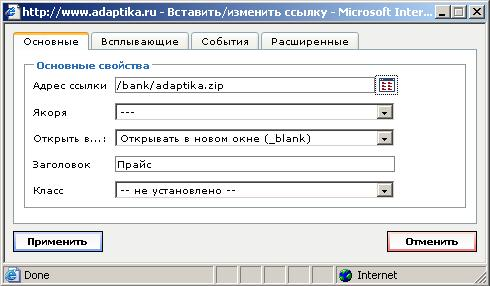 http://www.adaptika.ru - Вставить/изменить ссылку - Microsoft Inter...
Основные Всплывающие События Расширенные
Основные свойства
Адрес ссылки /bank/adaptika.zip
Якоря ---
Открыть в...: Открывать в новом окне (_blank)
Заголовок Прайс
Класс -- не установлено --
Применить Отменить
Done Internet